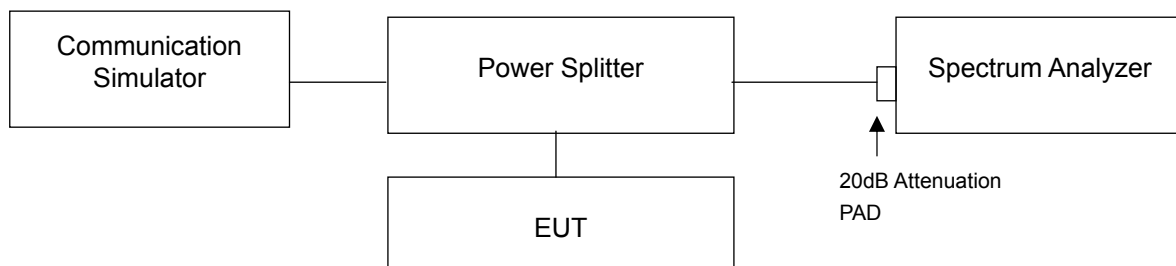 Communication
Simulator
Power Splitter
Spectrum Analyzer
20dB Attenuation
PAD
EUT